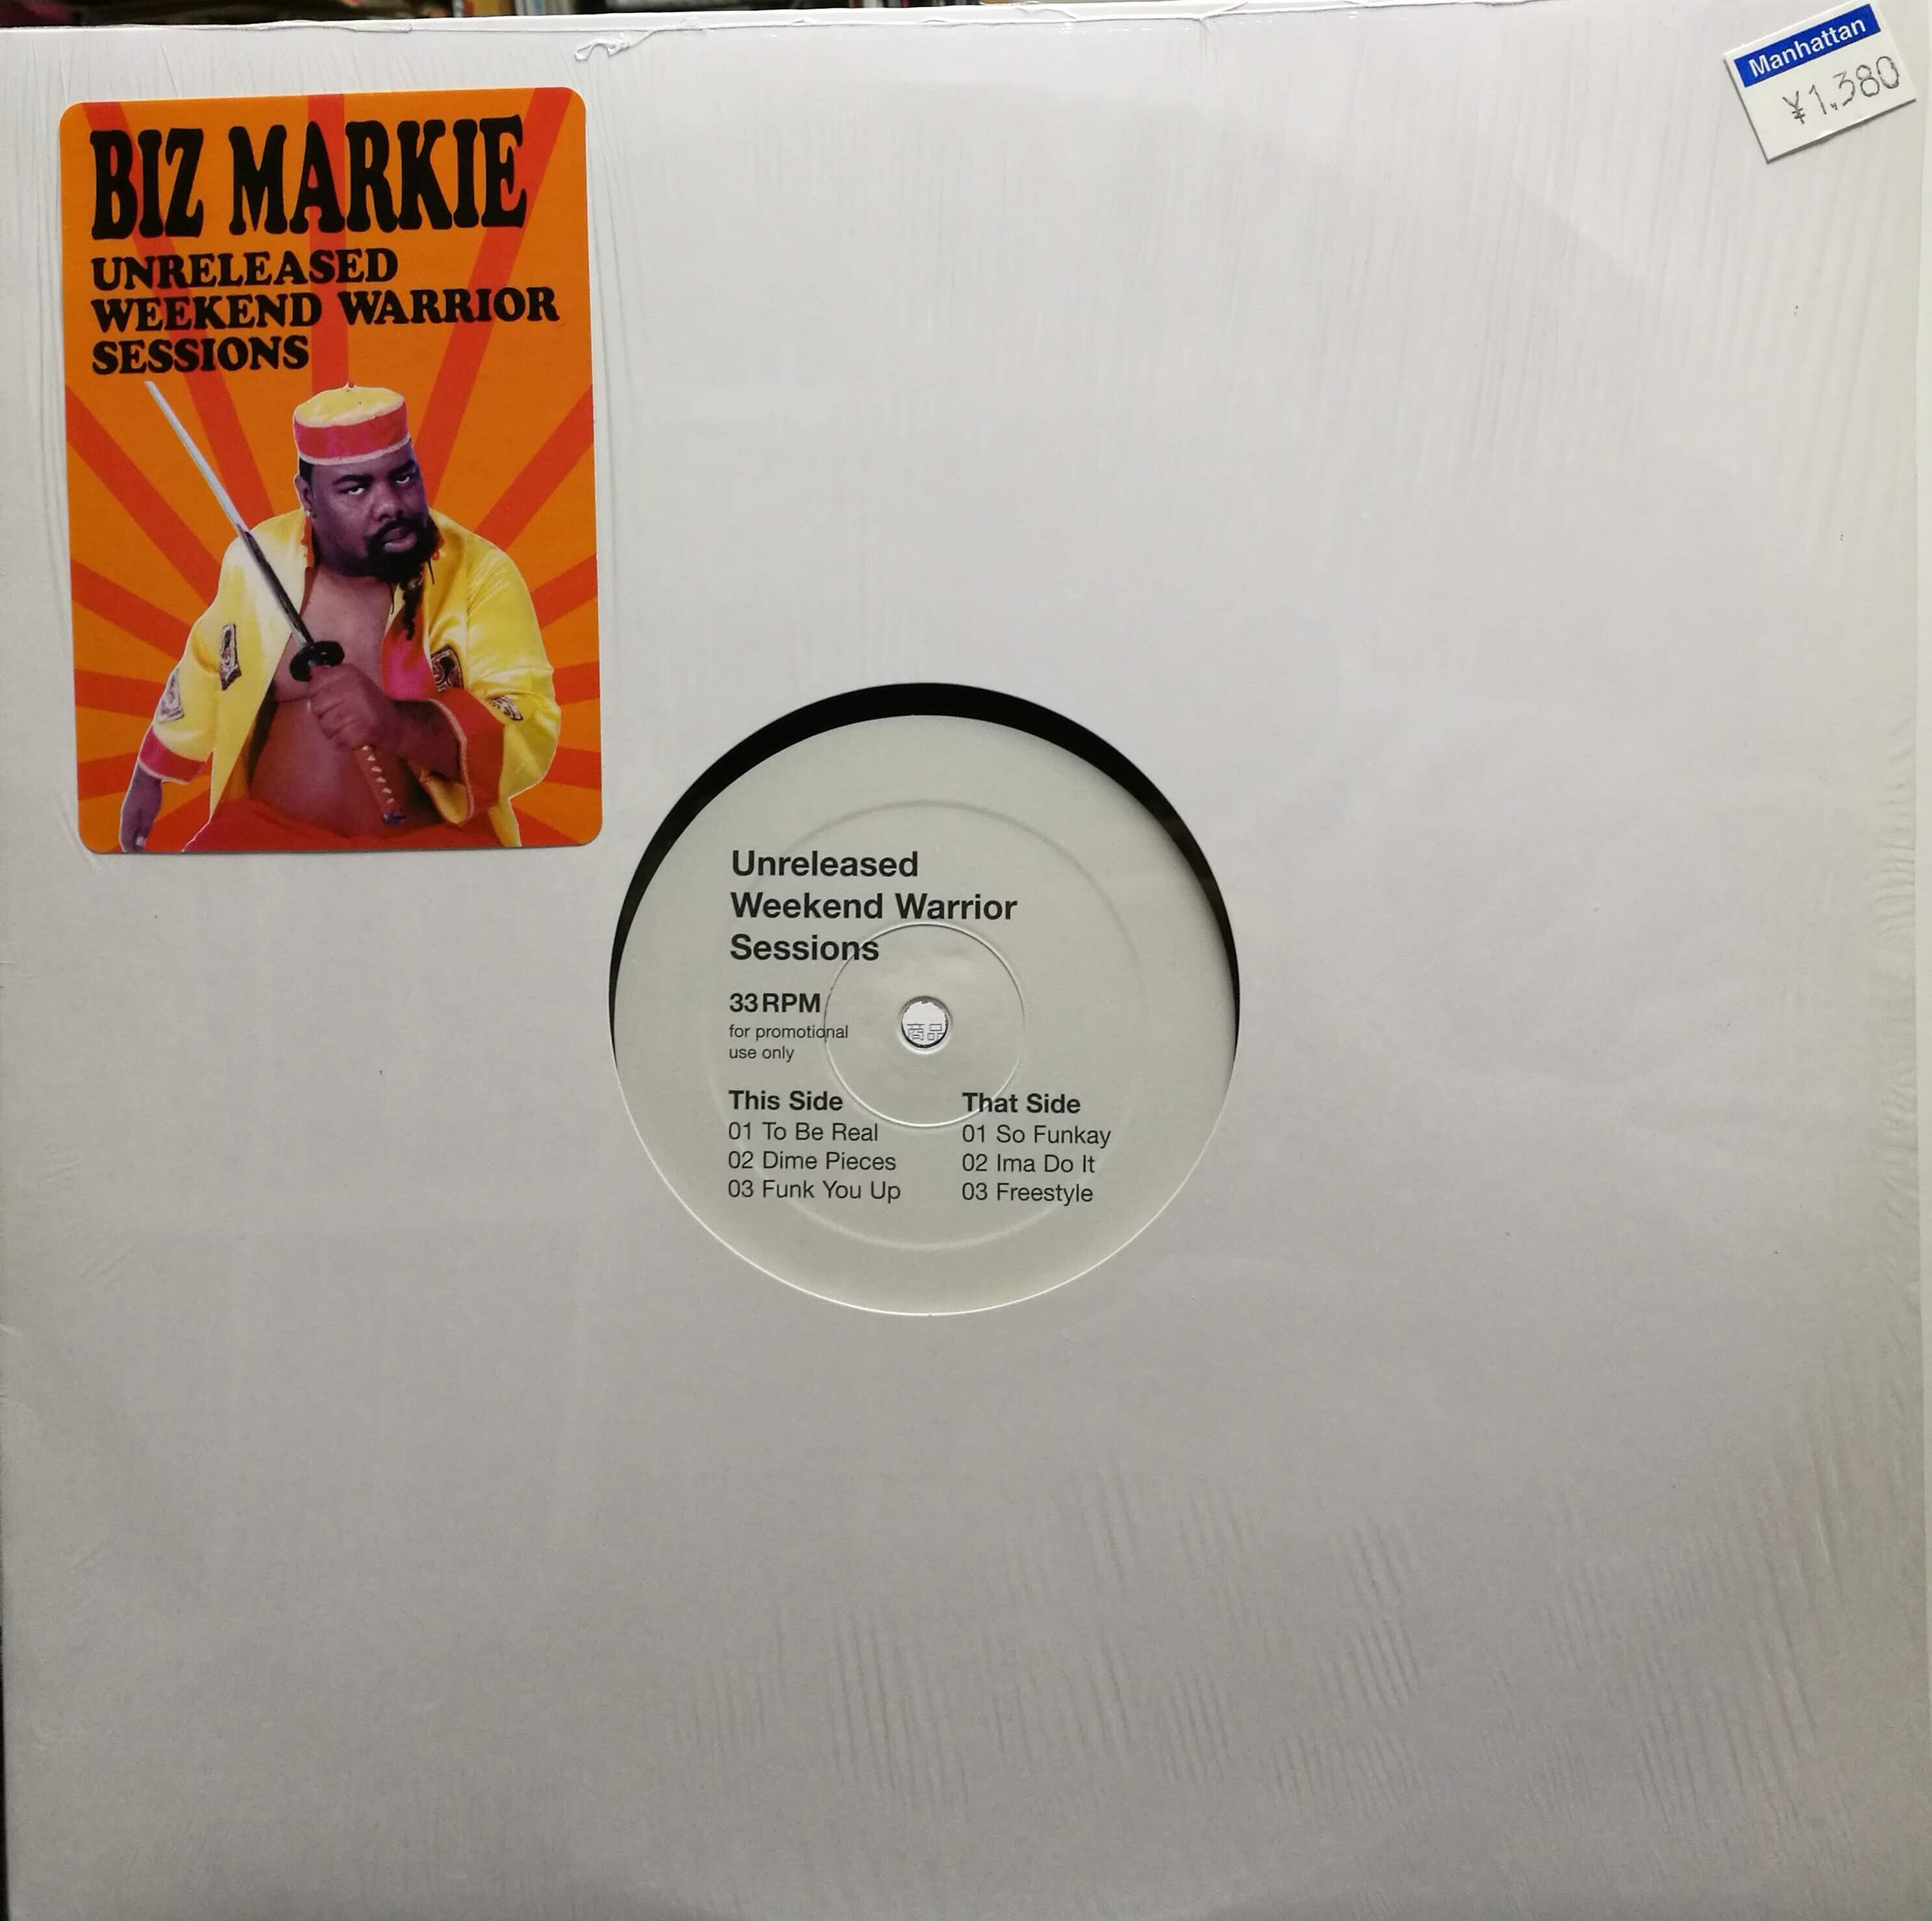 BIZ MARKIE
UNRELEASED
WEEKEND WARRIOR
SESSIONS
Manhattan
¥1,380
Unreleased
Weekend Warrior
Sessions
33 RPM
for promotional
use only
商品
This Side
01 To Be Real
02 Dime Pieces
03 Funk You Up
That Side
01 So Funkay
02 Ima Do It
03 Freestyle